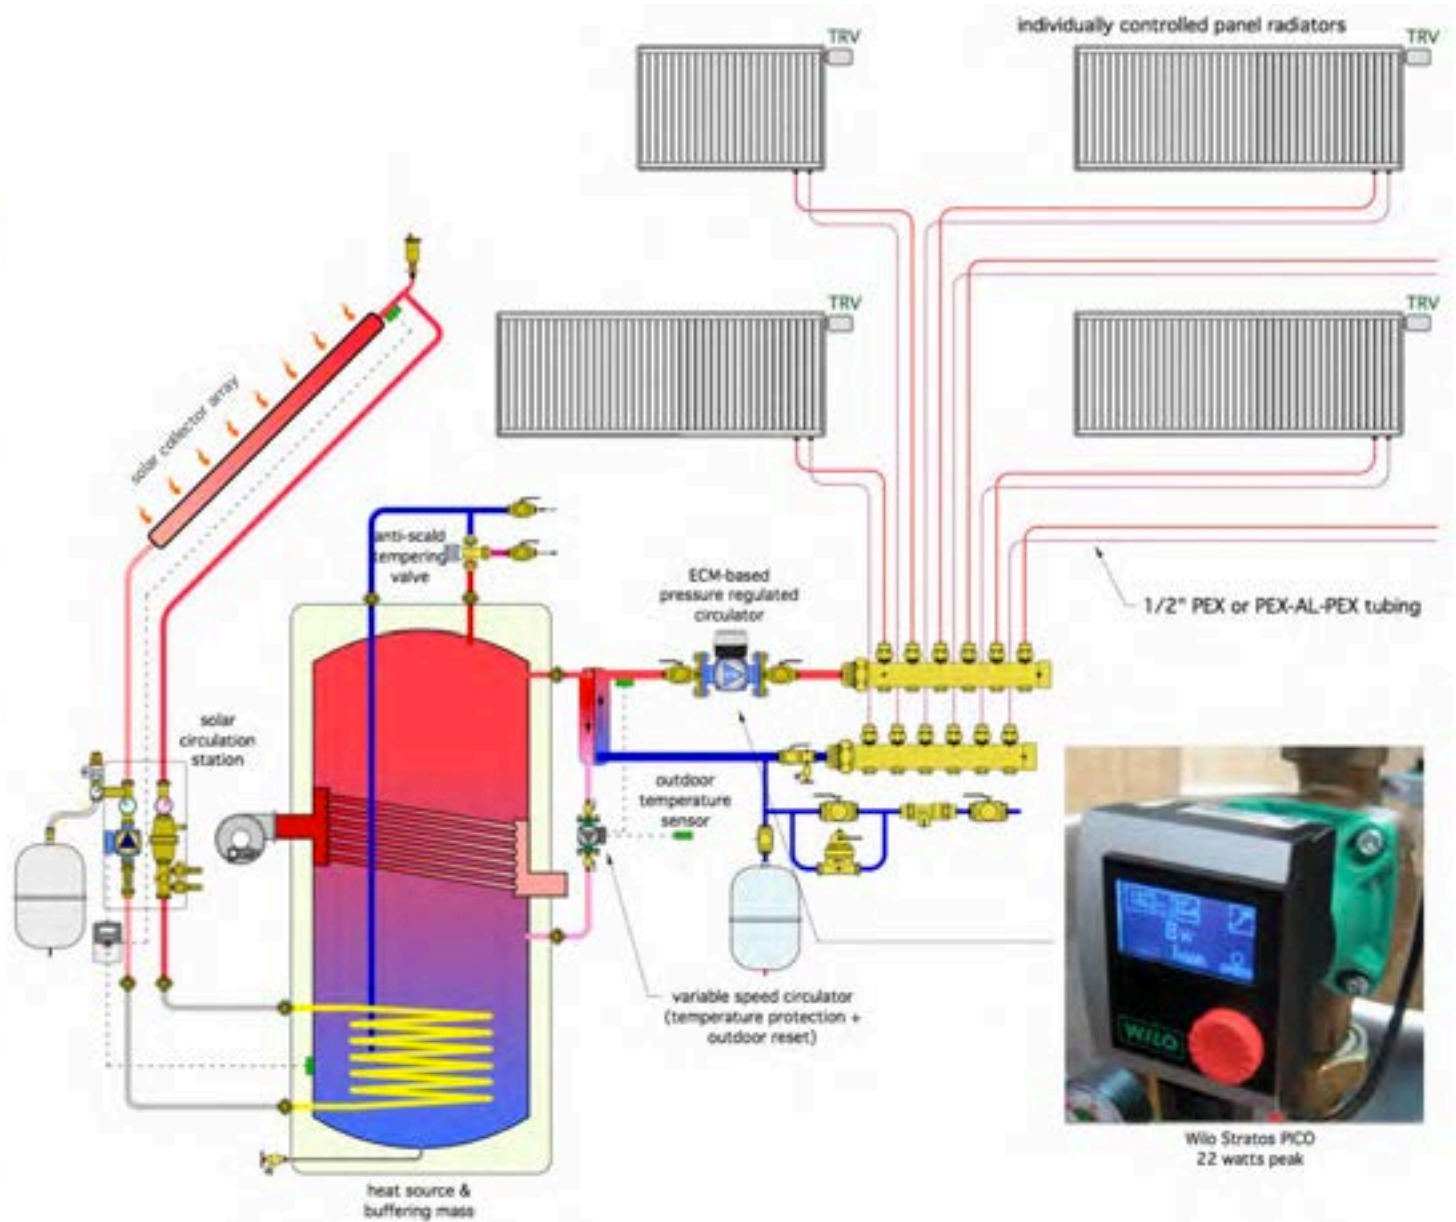 individually controlled panel radiators
TRV
TRV
TRV
TRV
solar collector array
anti-scald
tempering
valve
ECM-based
pressure regulated
circulator
1/2" PEX or PEX-AL-PEX tubing
solar
circulation
station
outdoor
temperature
sensor
variable speed circulator
(temperature protection +
outdoor reset)
WILO
Wilo Stratos PICO
22 watts peak
heat source &
buffering mass